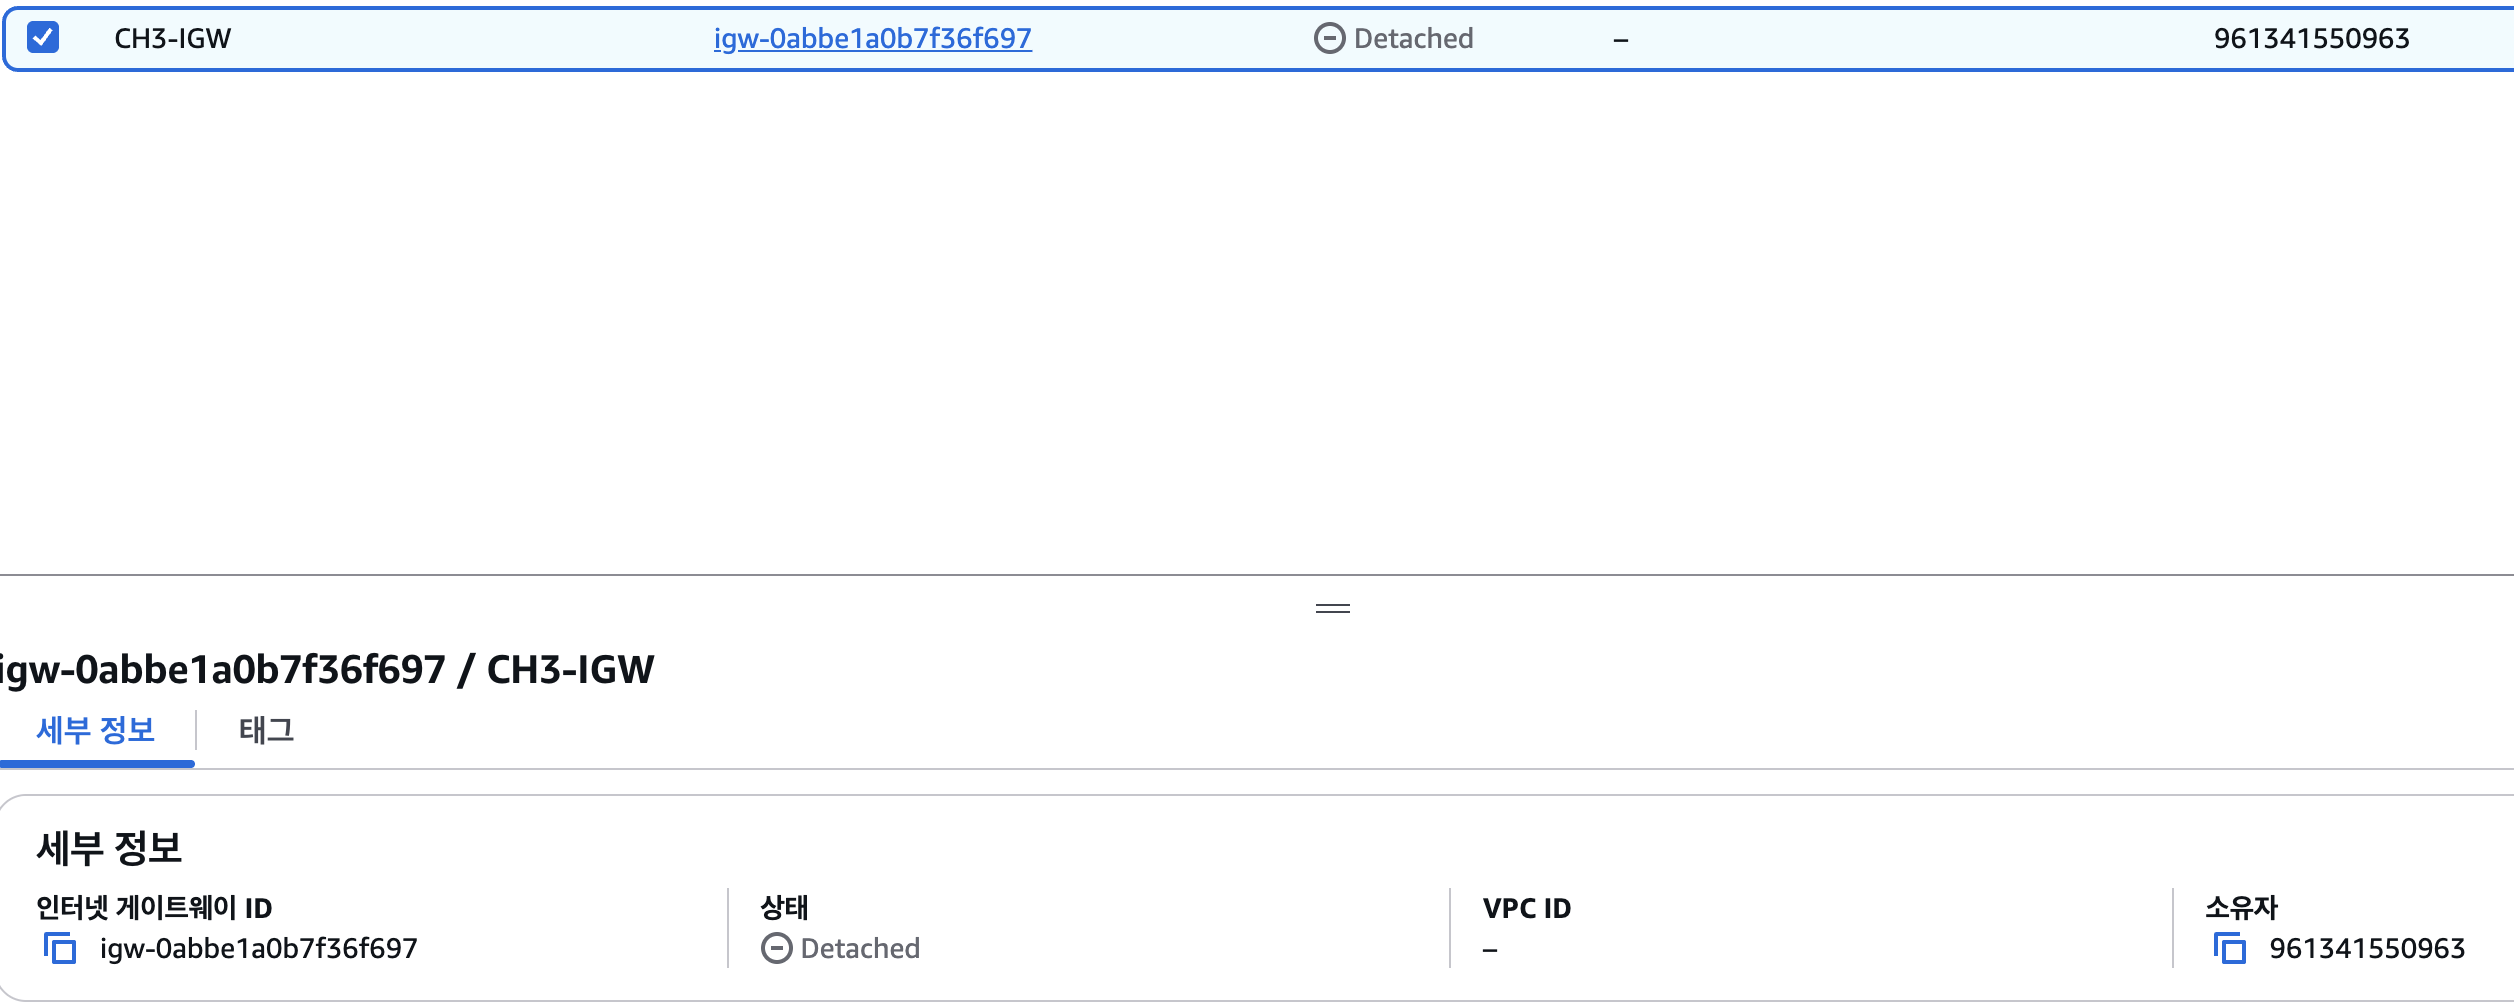 CH3-IGW igw-0abbe1a0b7f36f697 Detached – 961341550963
igw-0abbe1a0b7f36f697 / CH3-IGW
세부 정보 태그
세부 정보
인터넷 게이트웨이 ID 상태 VPC ID 소유자
igw-0abbe1a0b7f36f697 Detached – 961341550963